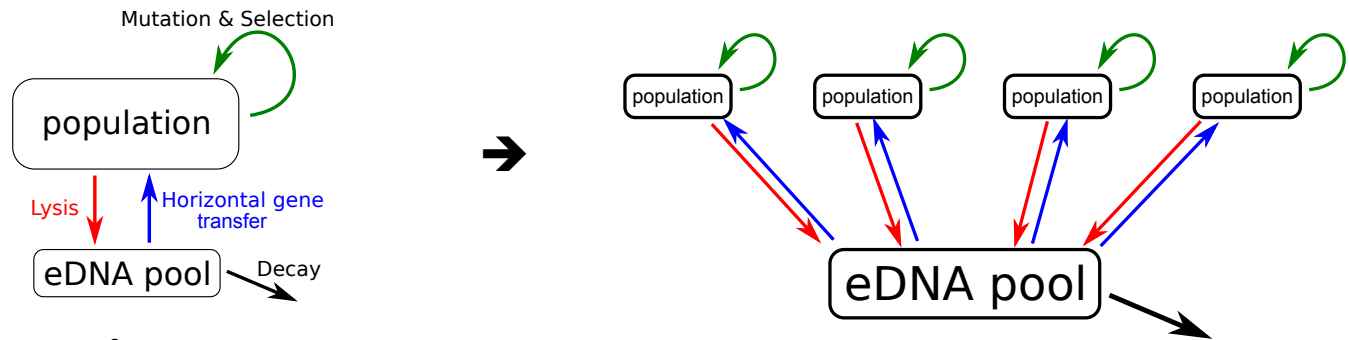 Mutation & Selection
population
Lysis
Horizontal gene
transfer
eDNA pool
Decay
population
population
population
population
eDNA pool